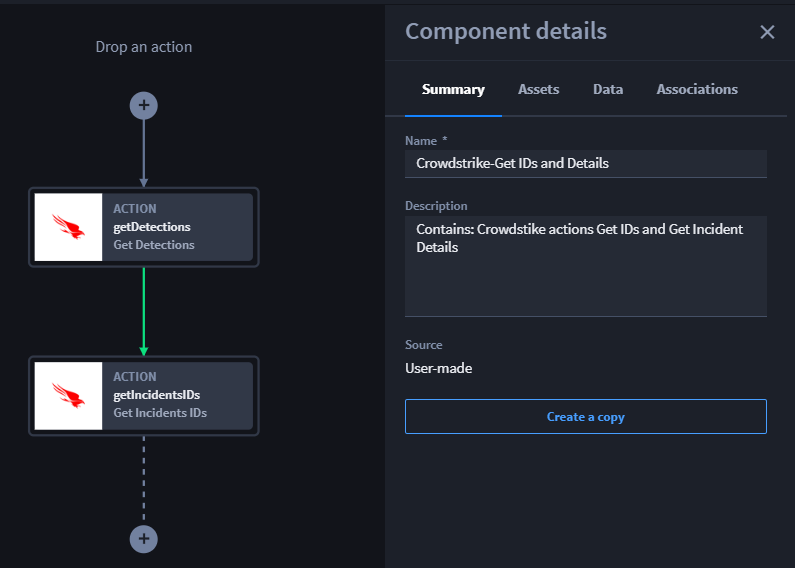 Drop an action
ACTION
getDetections
Get Detections
ACTION
getIncidentsIDs
Get Incidents IDs
Component details
Summary
Assets
Data
Associations
Name *
Crowdstrike-Get IDs and Details
Description
Contains: Crowdstike actions Get IDs and Get Incident
Details
Source
User-made
Create a copy